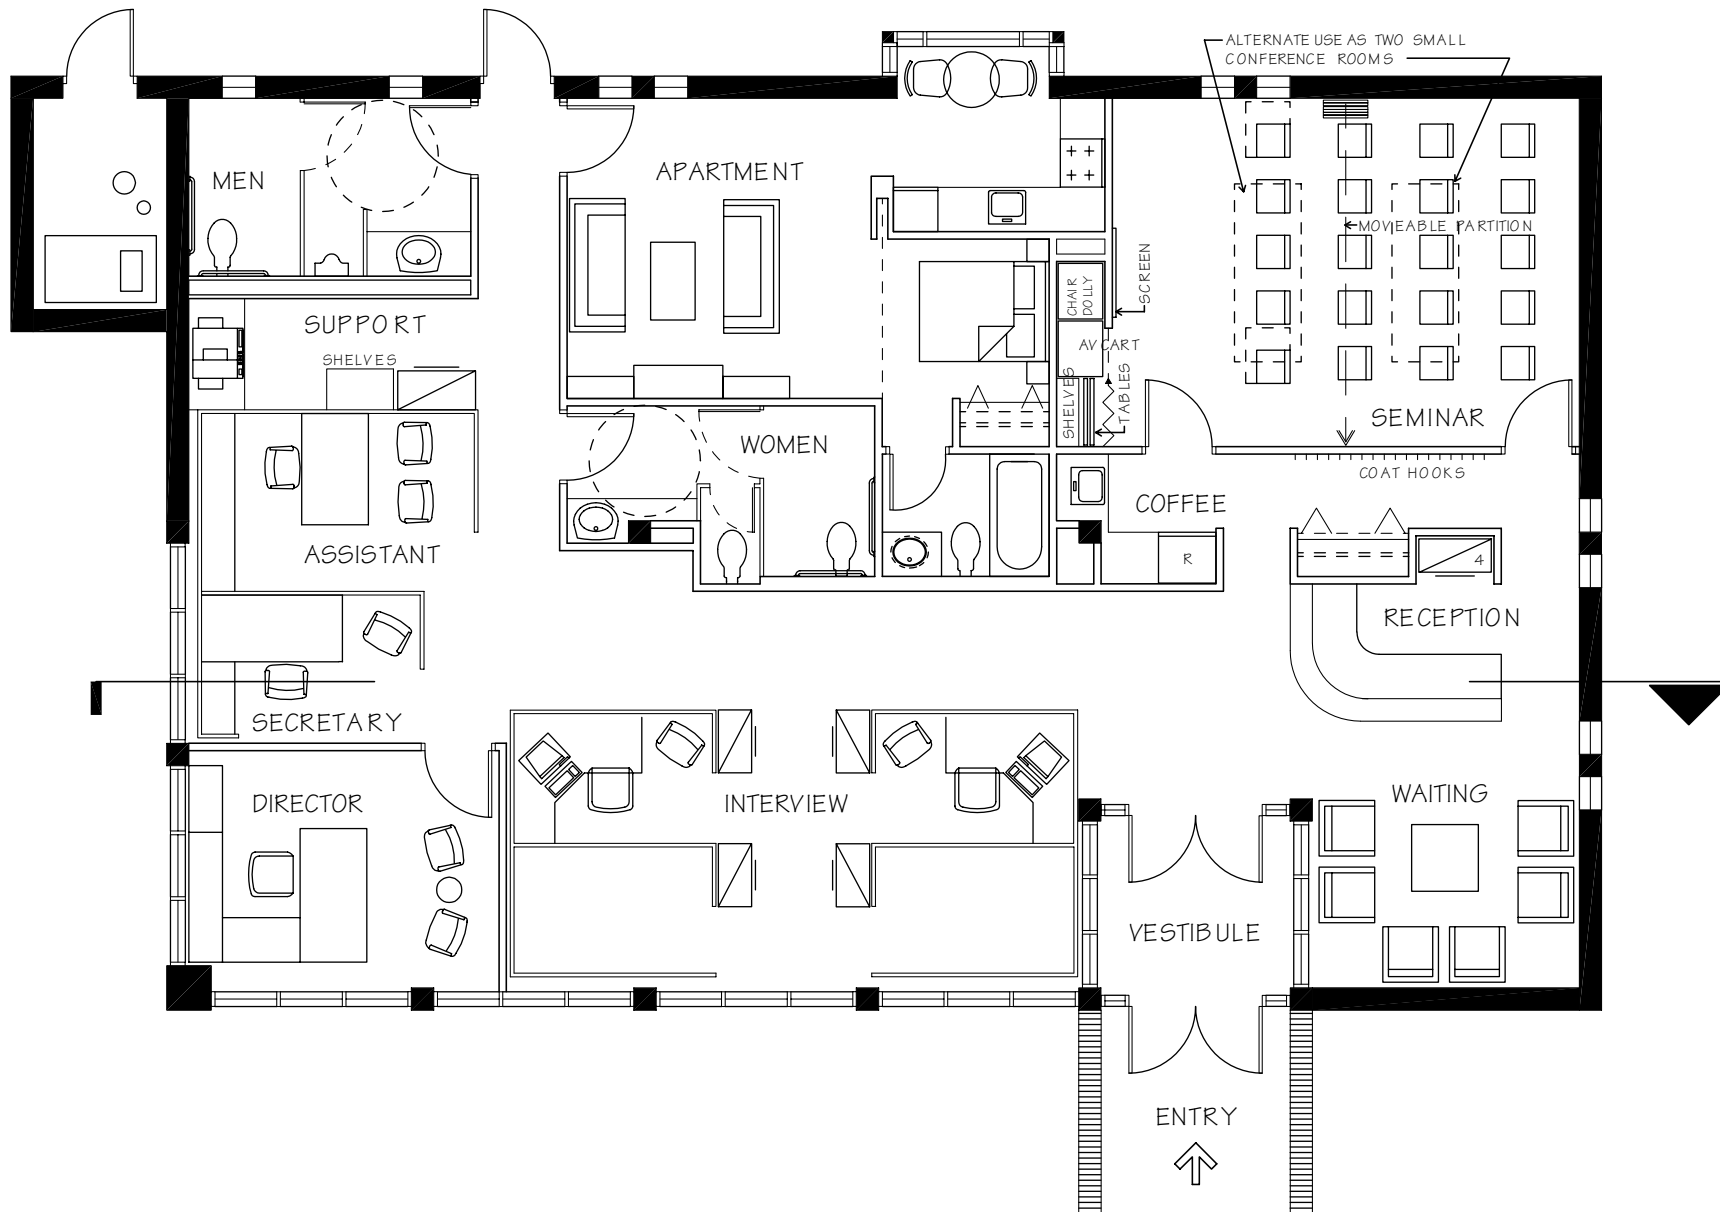 ALTERNATE USE AS TWO SMALL
CONFERENCE ROOMS
MEN
APARTMENT
MOVEABLE PARTITION
SCREEN
CHAIR
DOLLY
SUPPORT
SHELVES
AV CART
SHELVES
TABLES
SEMINAR
WOMEN
COAT HOOKS
COFFEE
ASSISTANT
R
4
RECEPTION
SECRETARY
DIRECTOR
INTERVIEW
WAITING
VESTIBULE
ENTRY